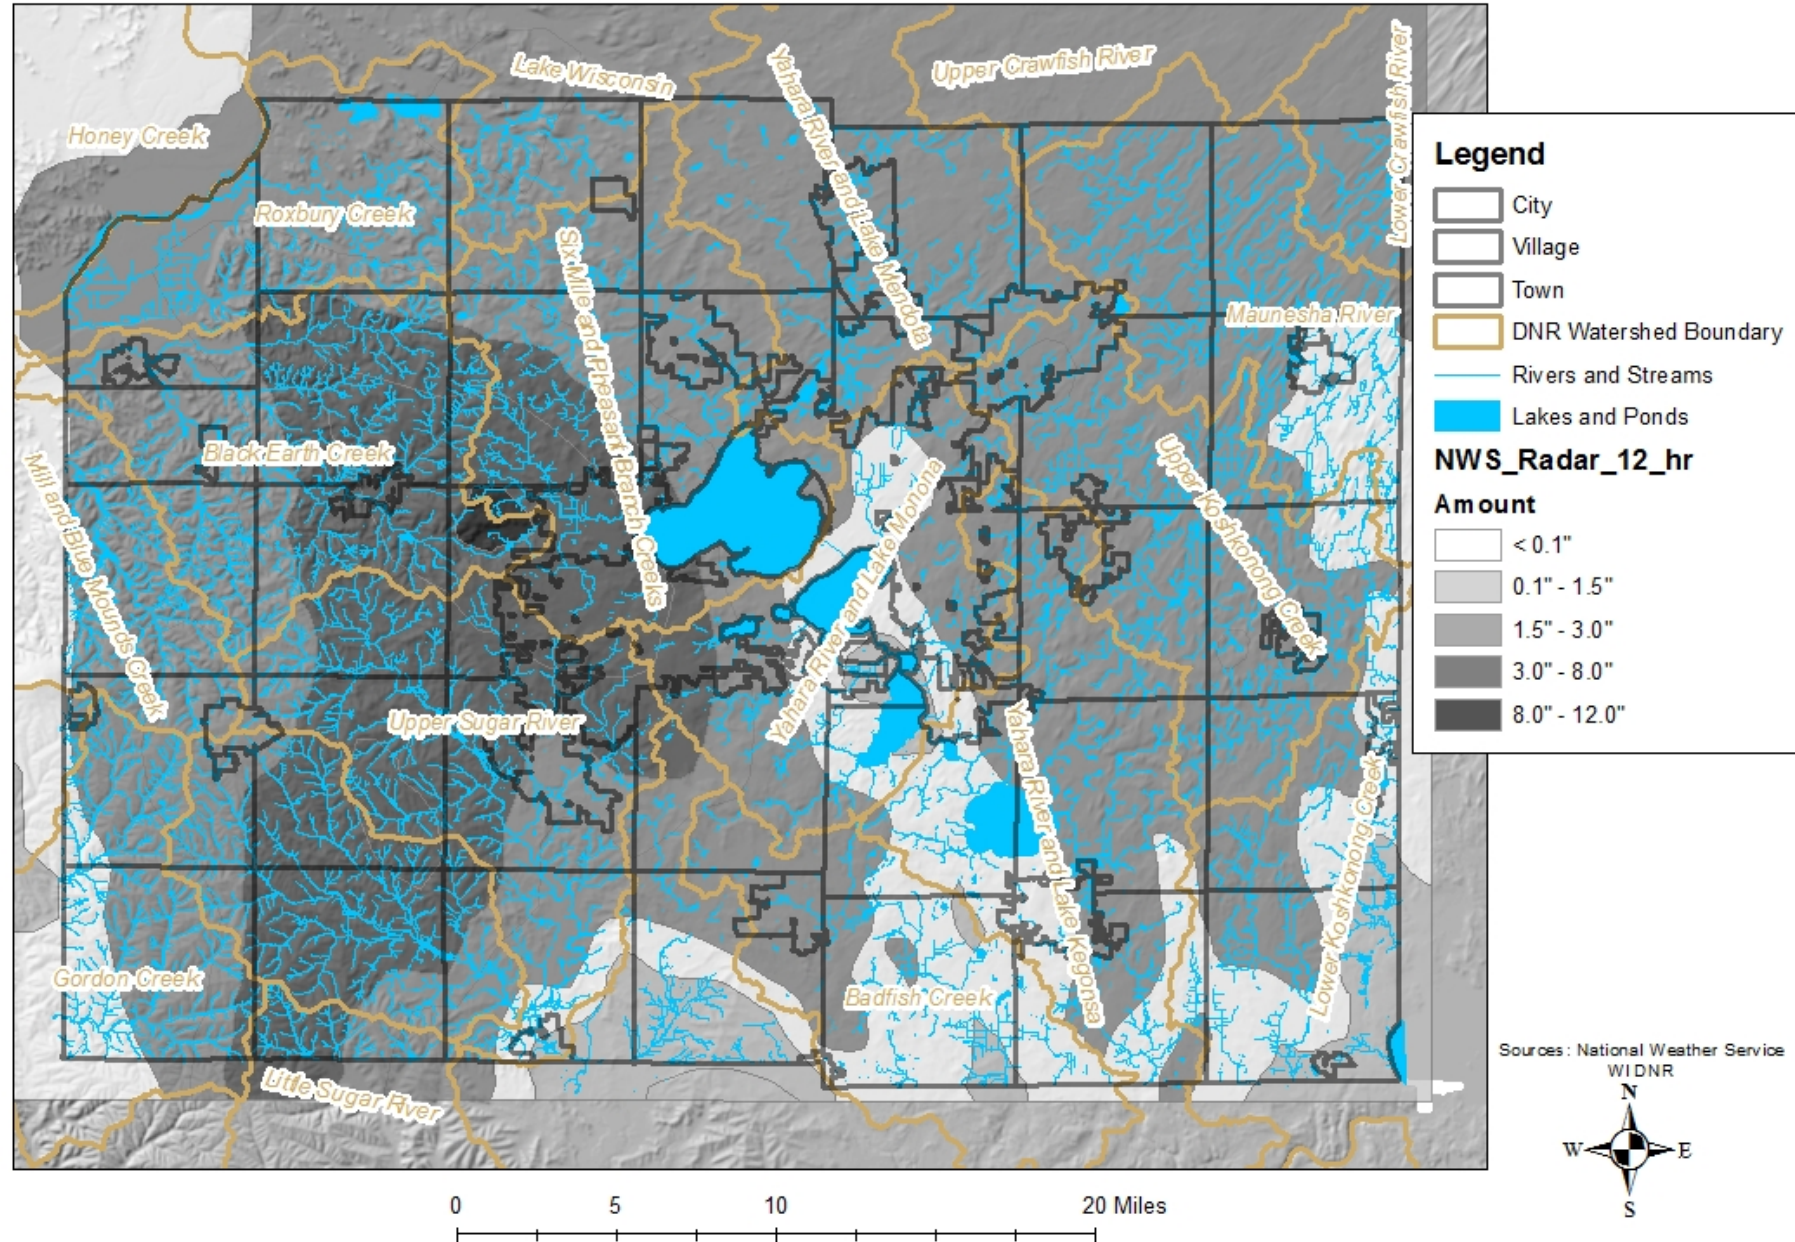 Lake Wisconsin
Yahara River and Lake Mendota
Upper Crawfish River
Lower Crawfish River
Honey Creek
Roxbury Creek
Six Mile and Pheasant Branch Creeks
Maunesha River
Black Earth Creek
Mill and Blue Mounds Creek
Yahara River and Lake Monona
Upper Koshkonong Creek
Upper Sugar River
Yahara River and Lake Kegonsa
Lower Koshkonong Creek
Gordon Creek
Badfish Creek
Little Sugar River
Legend
City
Village
Town
DNR Watershed Boundary
Rivers and Streams
Lakes and Ponds
NWS_Radar_12_hr
Amount
< 0.1"
0.1" - 1.5"
1.5" - 3.0"
3.0" - 8.0"
8.0" - 12.0"
Sources: National Weather Service
WIDNR
N
W E
S
0 5 10 20 Miles